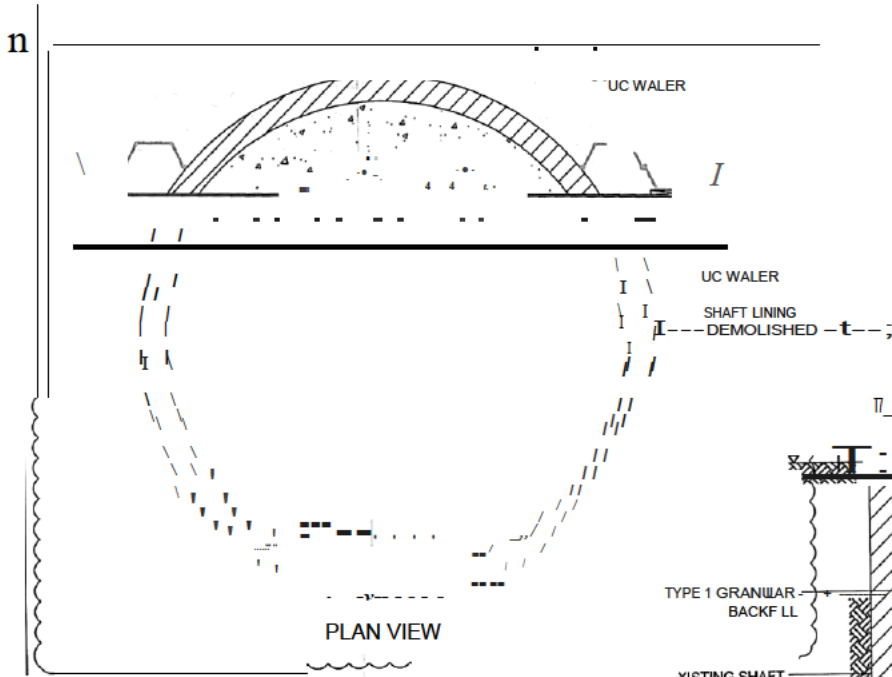 n
UC WALER
UC WALER
SHAFT LINING
DEMOLISHED
TYPE 1 GRANULAR
BACKF LL
PLAN VIEW
XISTING SHAFT